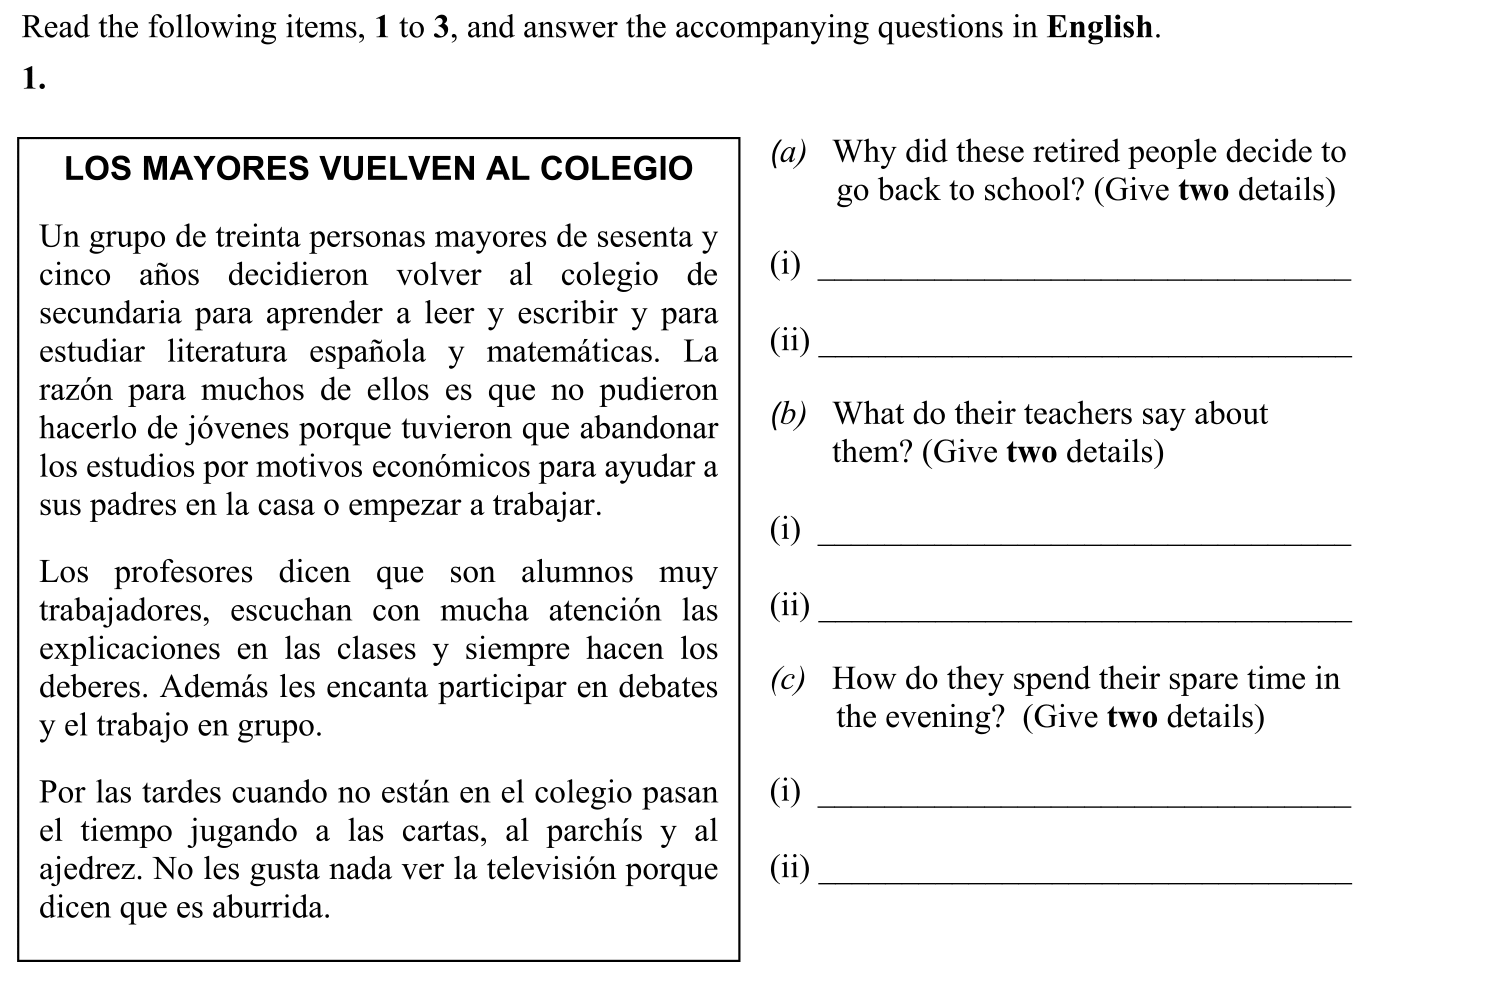 Read the following items, 1 to 3, and answer the accompanying questions in English.
1.
LOS MAYORES VUELVEN AL COLEGIO
Un grupo de treinta personas mayores de sesenta y
cinco años decidieron volver al colegio de
secundaria para aprender a leer y escribir y para
estudiar literatura española y matemáticas. La
razón para muchos de ellos es que no pudieron
hacerlo de jóvenes porque tuvieron que abandonar
los estudios por motivos económicos para ayudar a
sus padres en la casa o empezar a trabajar.
Los profesores dicen que son alumnos muy
trabajadores, escuchan con mucha atención las
explicaciones en las clases y siempre hacen los
deberes. Además les encanta participar en debates
y el trabajo en grupo.
Por las tardes cuando no están en el colegio pasan
el tiempo jugando a las cartas, al parchís y al
ajedrez. No les gusta nada ver la televisión porque
dicen que es aburrida.
(a) Why did these retired people decide to
go back to school? (Give two details)
(i) ________________________________
(ii) ________________________________
(b) What do their teachers say about
them? (Give two details)
(i) ________________________________
(ii) ________________________________
(c) How do they spend their spare time in
the evening? (Give two details)
(i) ________________________________
(ii) ________________________________